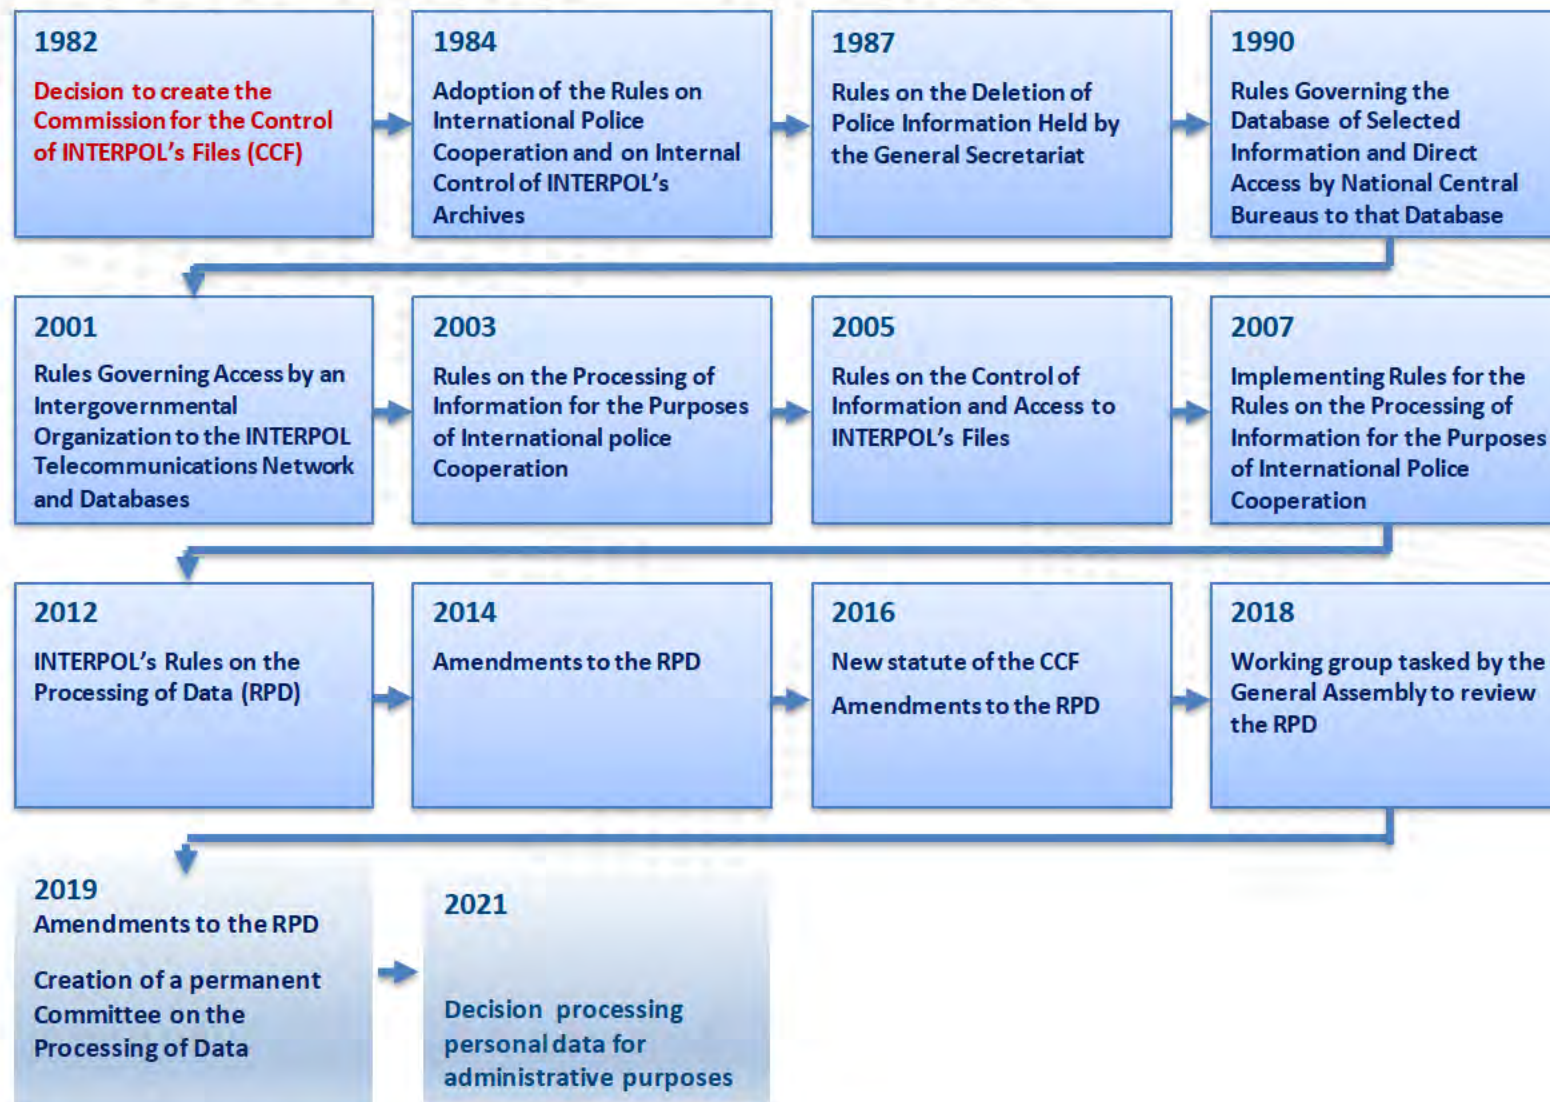 1982
Decision to create the
Commission for the Control
of INTERPOL's Files (CCF)
1984
Adoption of the Rules on
International Police
Cooperation and on Internal
Control of INTERPOL's
Archives
1987
Rules on the Deletion of
Police Information Held by
the General Secretariat
1990
Rules Governing the
Database of Selected
Information and Direct
Access by National Central
Bureaus to that Database
2001
Rules Governing Access by an
Intergovernmental
Organization to the INTERPOL
Telecommunications Network
and Databases
2003
Rules on the Processing of
Information for the Purposes
of International police
Cooperation
2005
Rules on the Control of
Information and Access to
INTERPOL's Files
2007
Implementing Rules for the
Rules on the Processing of
Information for the Purposes
of International Police
Cooperation
2012
INTERPOL's Rules on the
Processing of Data (RPD)
2014
Amendments to the RPD
2016
New statute of the CCF
Amendments to the RPD
2018
Working group tasked by the
General Assembly to review
the RPD
2019
Amendments to the RPD
Creation of a permanent
Committee on the
Processing of Data
2021
Decision processing
personal data for
administrative purposes